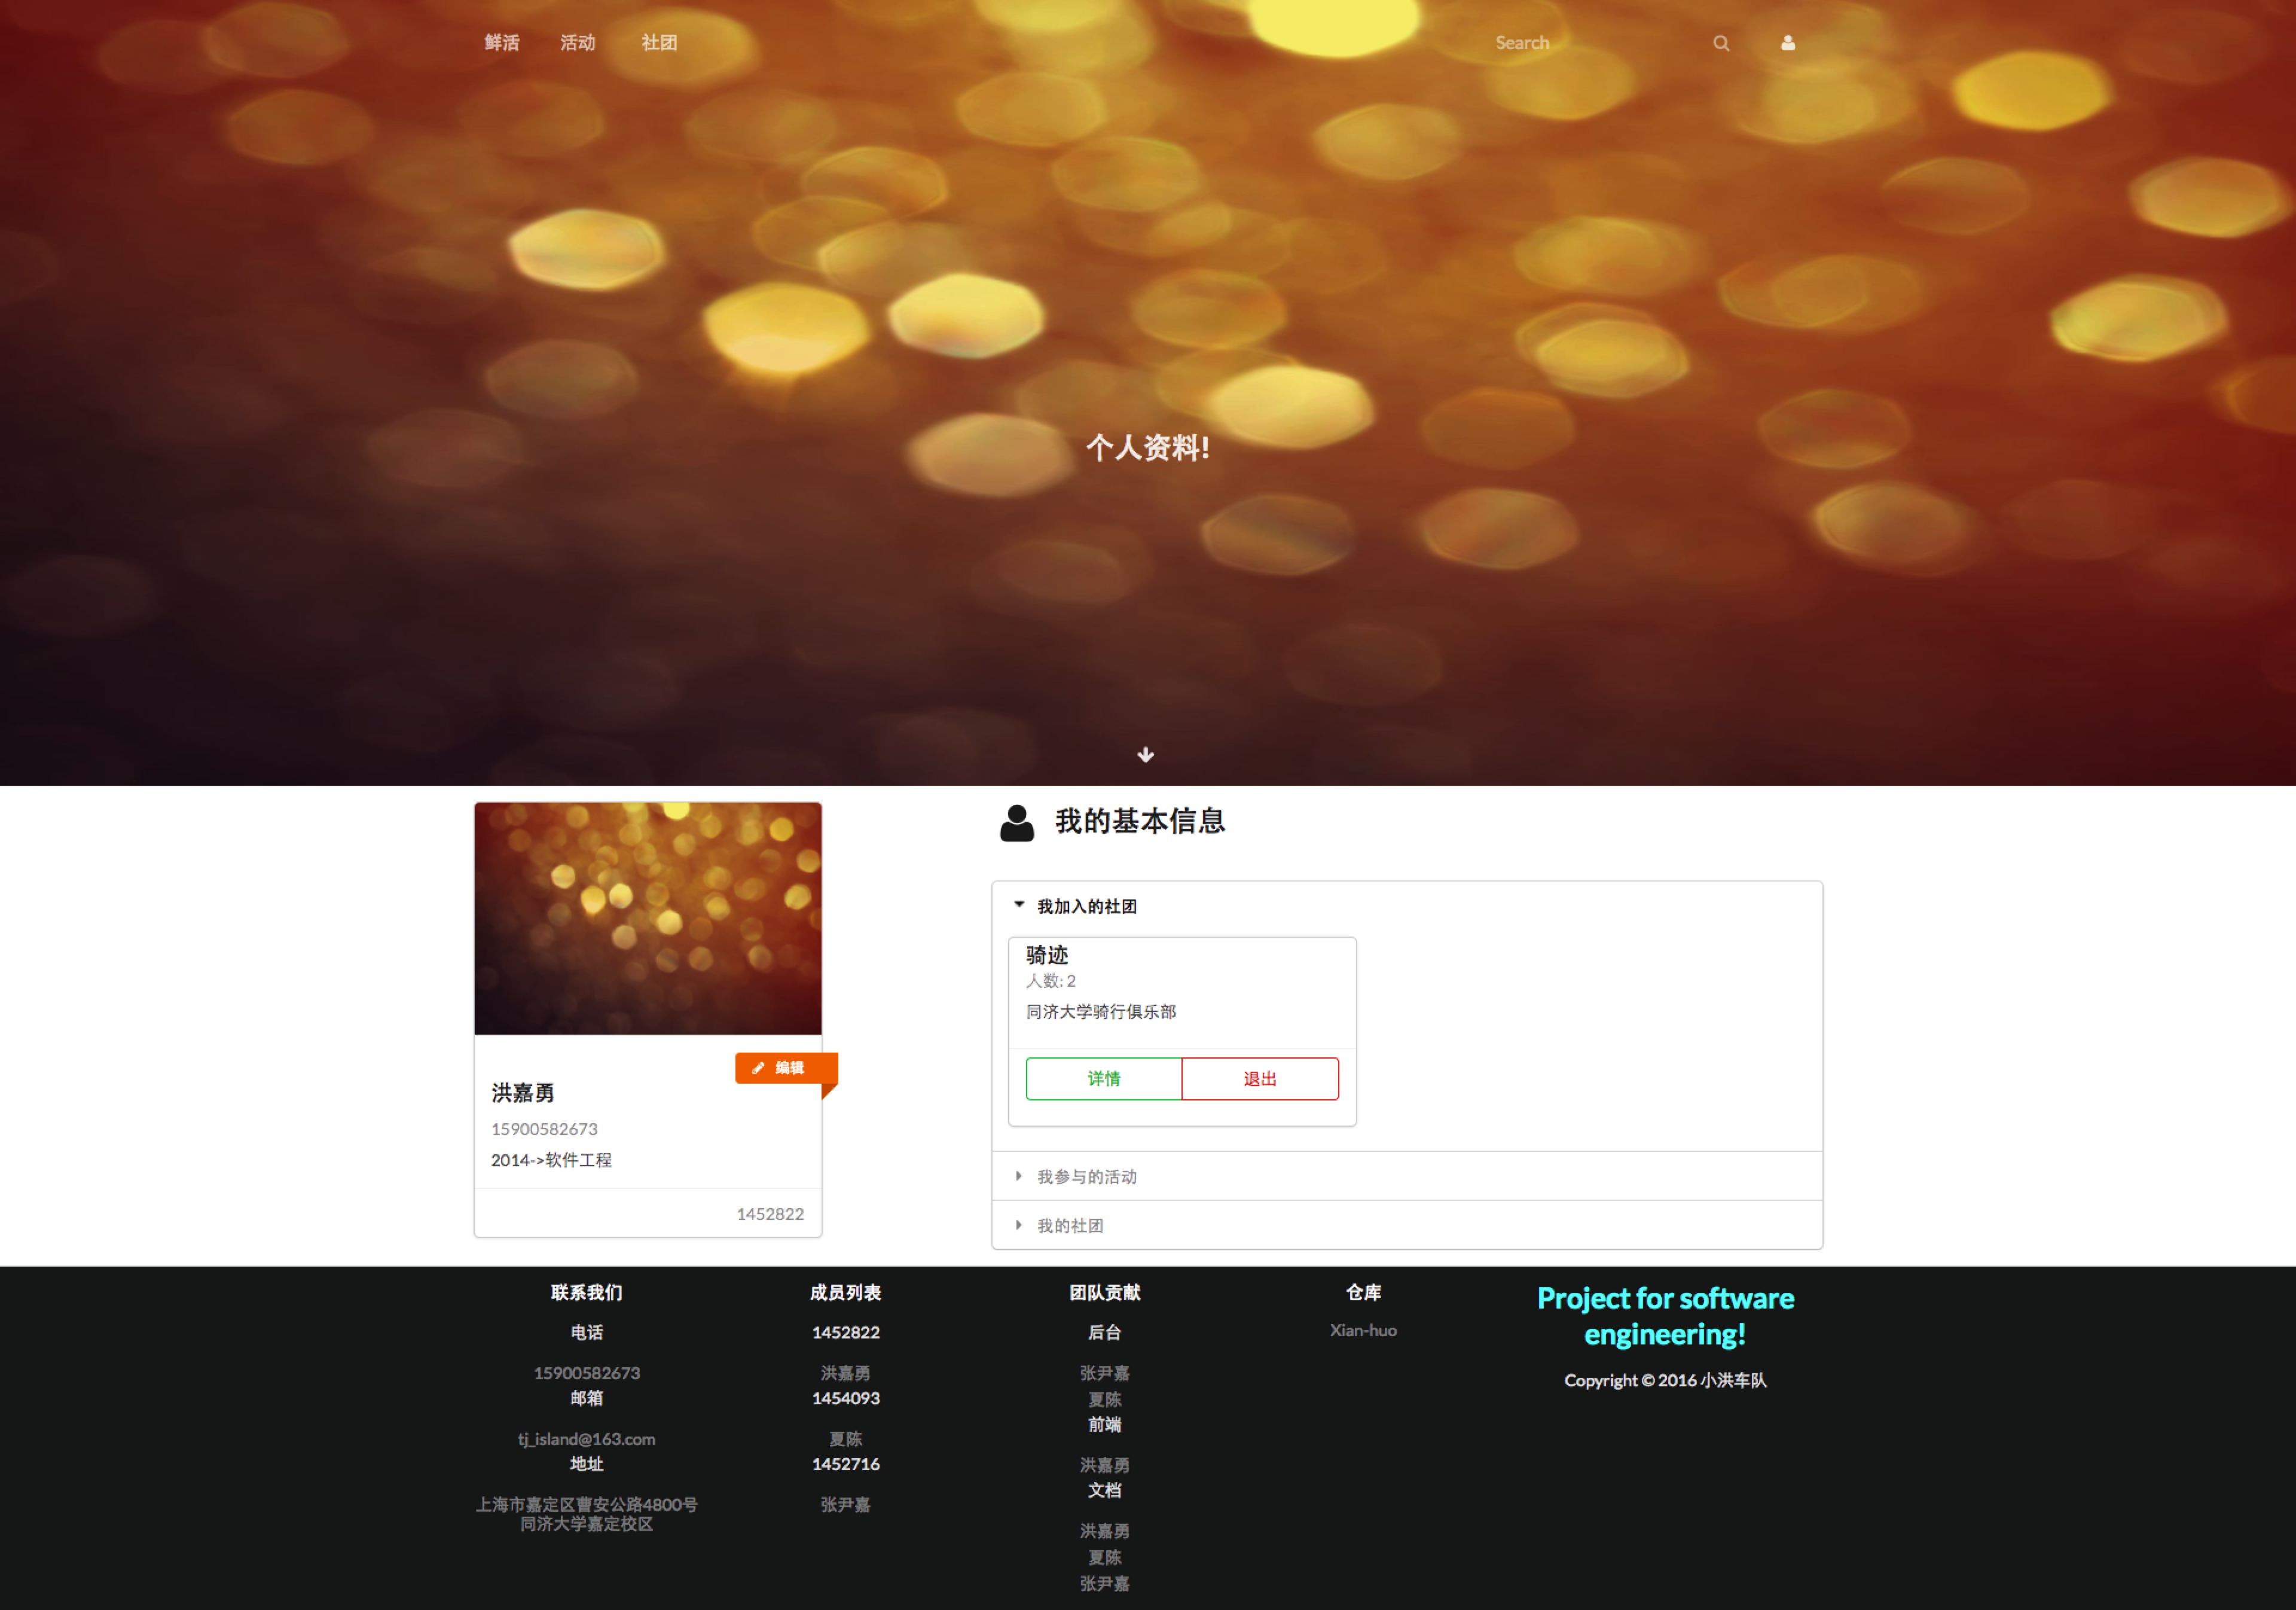 鲜活 活动 社团 Search
个人资料!
编辑
洪嘉勇
15900582673
2014->软件工程
1452822
我的基本信息
我加入的社团
骑迹
人数: 2
同济大学骑行俱乐部
详情 退出
我参与的活动
我的社团
联系我们
电话
15900582673
邮箱
tj_island@163.com
地址
上海市嘉定区曹安公路4800号
同济大学嘉定校区
成员列表
1452822
洪嘉勇
1454093
夏陈
1452716
张尹嘉
团队贡献
后台
张尹嘉
夏陈
前端
洪嘉勇
文档
洪嘉勇
夏陈
张尹嘉
仓库
Xian-huo
Project for software
engineering!
Copyright © 2016 小洪车队